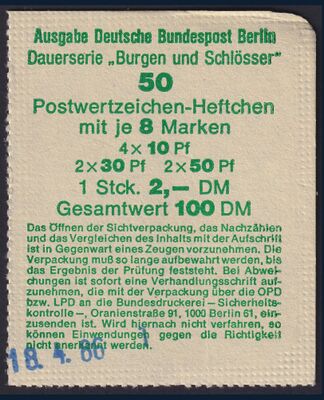 Ausgabe Deutsche Bundespost Berlin
Dauerserie „Burgen und Schlösser"
50
Postwertzeichen-Heftchen
mit je 8 Marken
4 x 10 Pf
2 x 30 Pf 2 x 50 Pf
1 Stck. 2,— DM
Gesamtwert 100 DM
Das Öffnen der Sichtverpackung, das Nachzählen
und das Vergleichen des Inhalts mit der Aufschrift
ist in Gegenwart eines Zeugen vorzunehmen. Die
Verpackung muß so lange aufbewahrt werden, bis
das Ergebnis der Prüfung feststeht. Bei Abwei-
chungen ist sofort eine Verhandlungsschrift auf-
zunehmen, die mit der Verpackung über die OPD
bzw. LPD an die Bundesdruckerei – Sicherheits-
kontrolle –, Oranienstraße 91, 1000 Berlin 61, ein-
zusenden ist. Wird hiernach nicht verfahren, so
können Einwendungen gegen die Richtigkeit
nicht anerkannt werden.
18. 4. 86